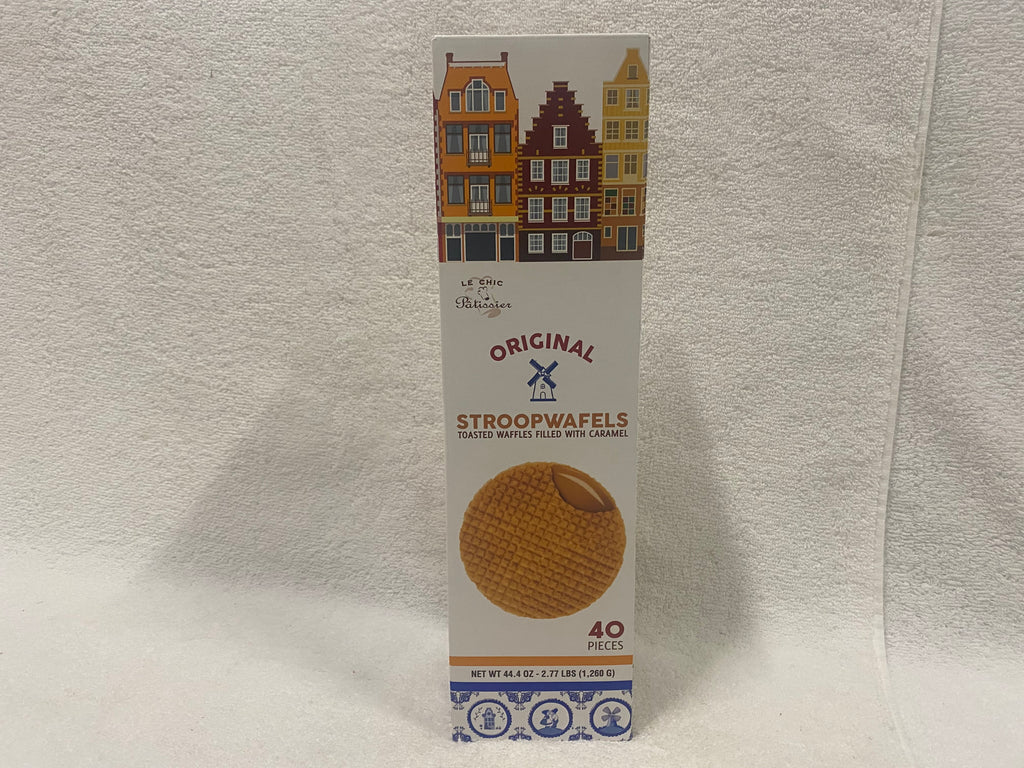 LE CHIC
Pâtissier
ORIGINAL
STROOPWAFELS
TOASTED WAFFLES FILLED WITH CARAMEL
40
PIECES
NET WT 44.4 OZ - 2.77 LBS (1,260 G)